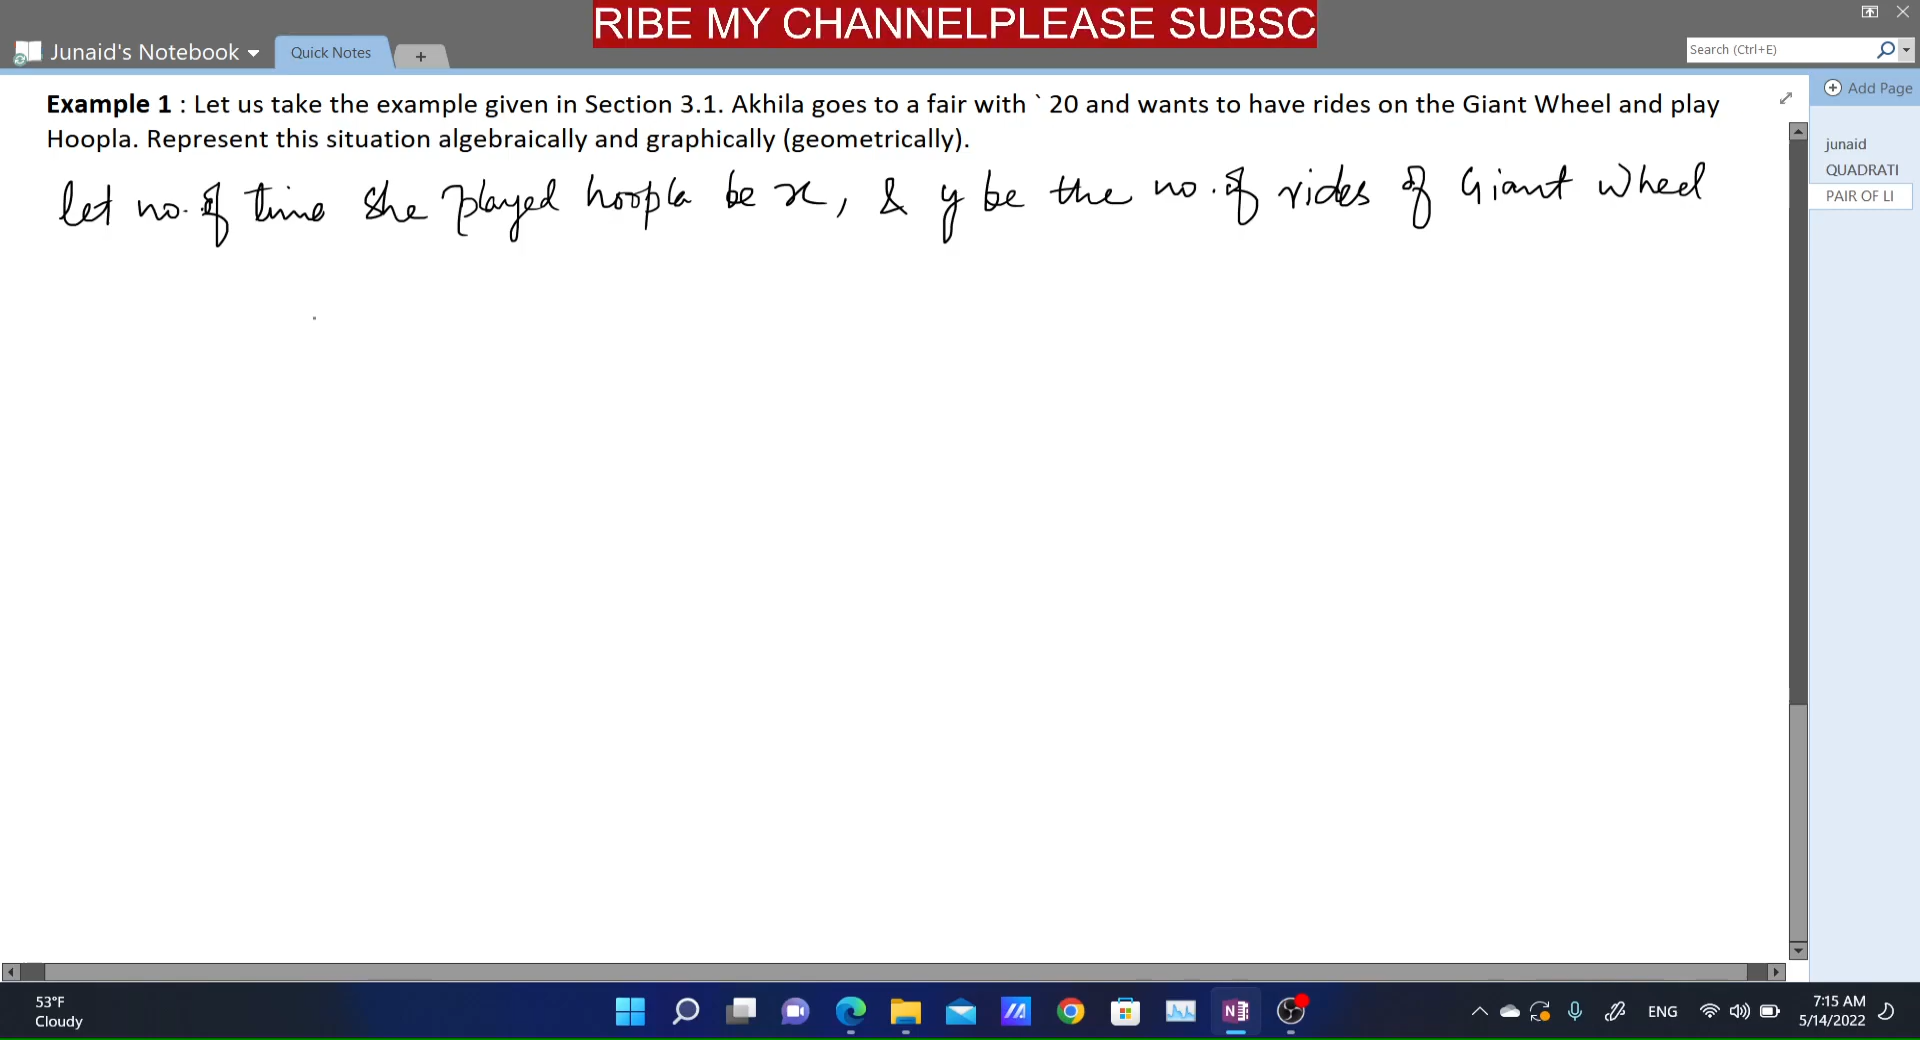 RIBE MY CHANNELPLEASE SUBSC
Junaid's Notebook
Quick Notes
+
Search (Ctrl+E)
Add Page
Example 1 : Let us take the example given in Section 3.1. Akhila goes to a fair with ` 20 and wants to have rides on the Giant Wheel and play
Hoopla. Represent this situation algebraically and graphically (geometrically).
let no. of time she played hoopla be x, & y be the no. of rides of Giant Wheel
junaid
QUADRATI
PAIR OF LI
53°F
Cloudy
ENG
7:15 AM
5/14/2022